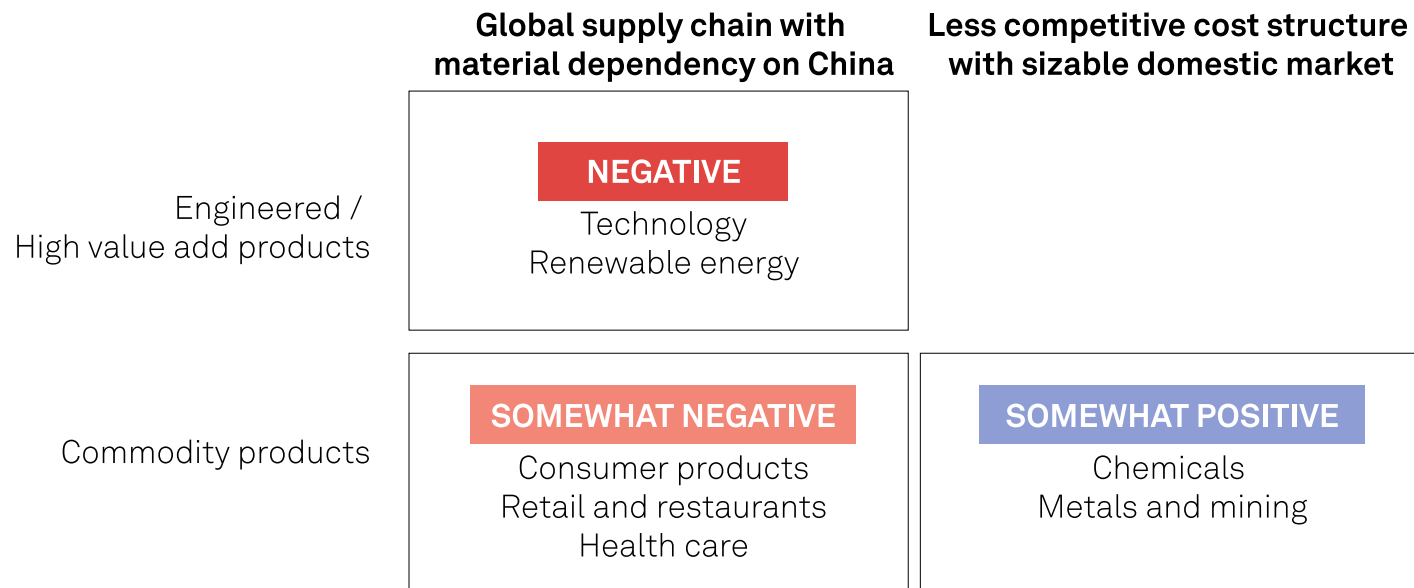 Global supply chain with
material dependency on China
Less competitive cost structure
with sizable domestic market
Engineered /
High value add products
NEGATIVE
Technology
Renewable energy
Commodity products
SOMEWHAT NEGATIVE
Consumer products
Retail and restaurants
Health care
SOMEWHAT POSITIVE
Chemicals
Metals and mining